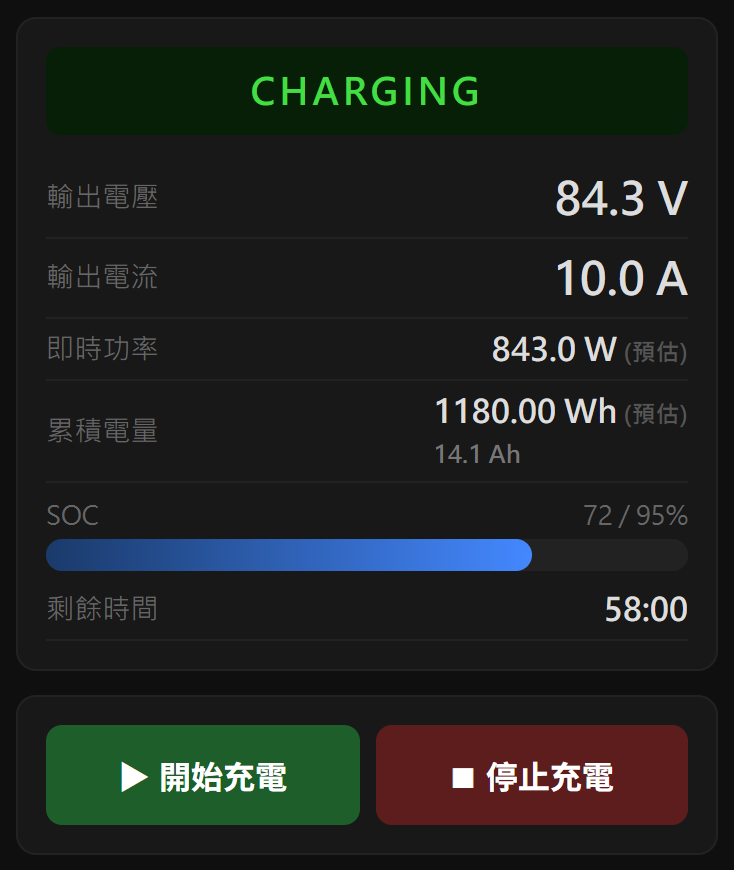 CHARGING
輸出電壓 84.3 V
輸出電流 10.0 A
即時功率 843.0 W (預估)
累積電量 1180.00 Wh (預估)
14.1 Ah
SOC 72 / 95%
剩餘時間 58:00
▶ 開始充電
■ 停止充電